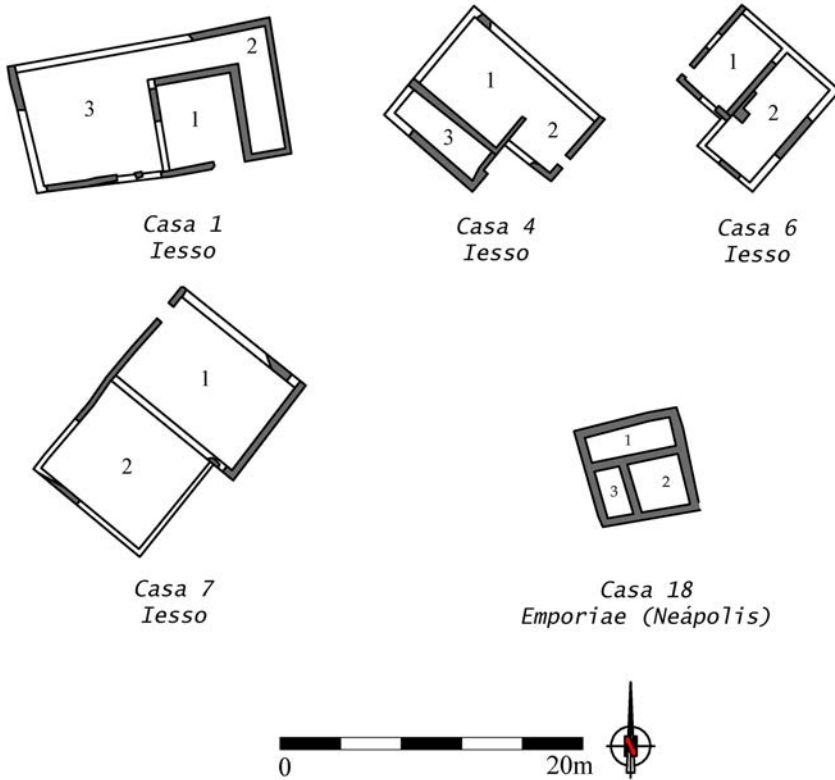 2
3
1
Casa 1
Iesso
1
2
3
Casa 4
Iesso
1
2
Casa 6
Iesso
1
2
Casa 7
Iesso
1
3
2
Casa 18
Emporiae (Neápolis)
0
20m